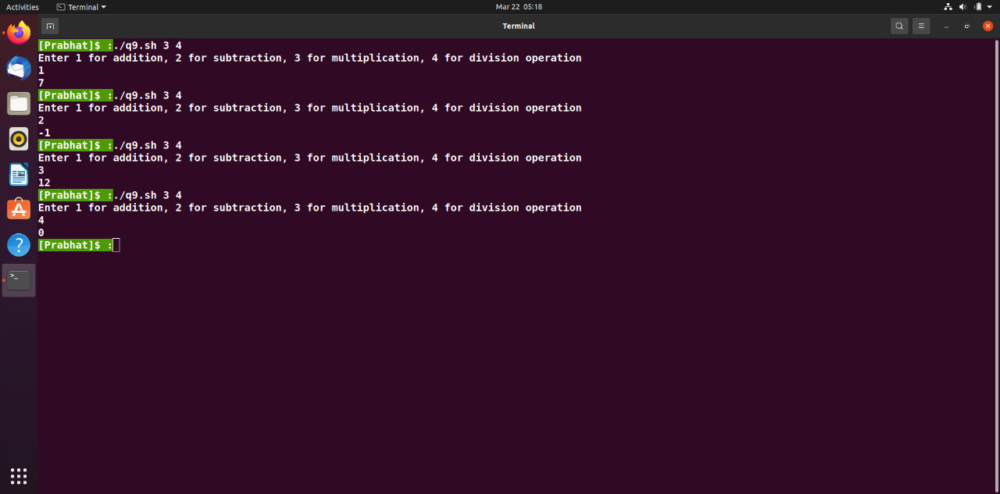 Activities Terminal Mar 22 05:18
Terminal
[Prabhat]$ :./q9.sh 3 4
Enter 1 for addition, 2 for subtraction, 3 for multiplication, 4 for division operation
1
7
[Prabhat]$ :./q9.sh 3 4
Enter 1 for addition, 2 for subtraction, 3 for multiplication, 4 for division operation
2
-1
[Prabhat]$ :./q9.sh 3 4
Enter 1 for addition, 2 for subtraction, 3 for multiplication, 4 for division operation
3
12
[Prabhat]$ :./q9.sh 3 4
Enter 1 for addition, 2 for subtraction, 3 for multiplication, 4 for division operation
4
0
[Prabhat]$ :